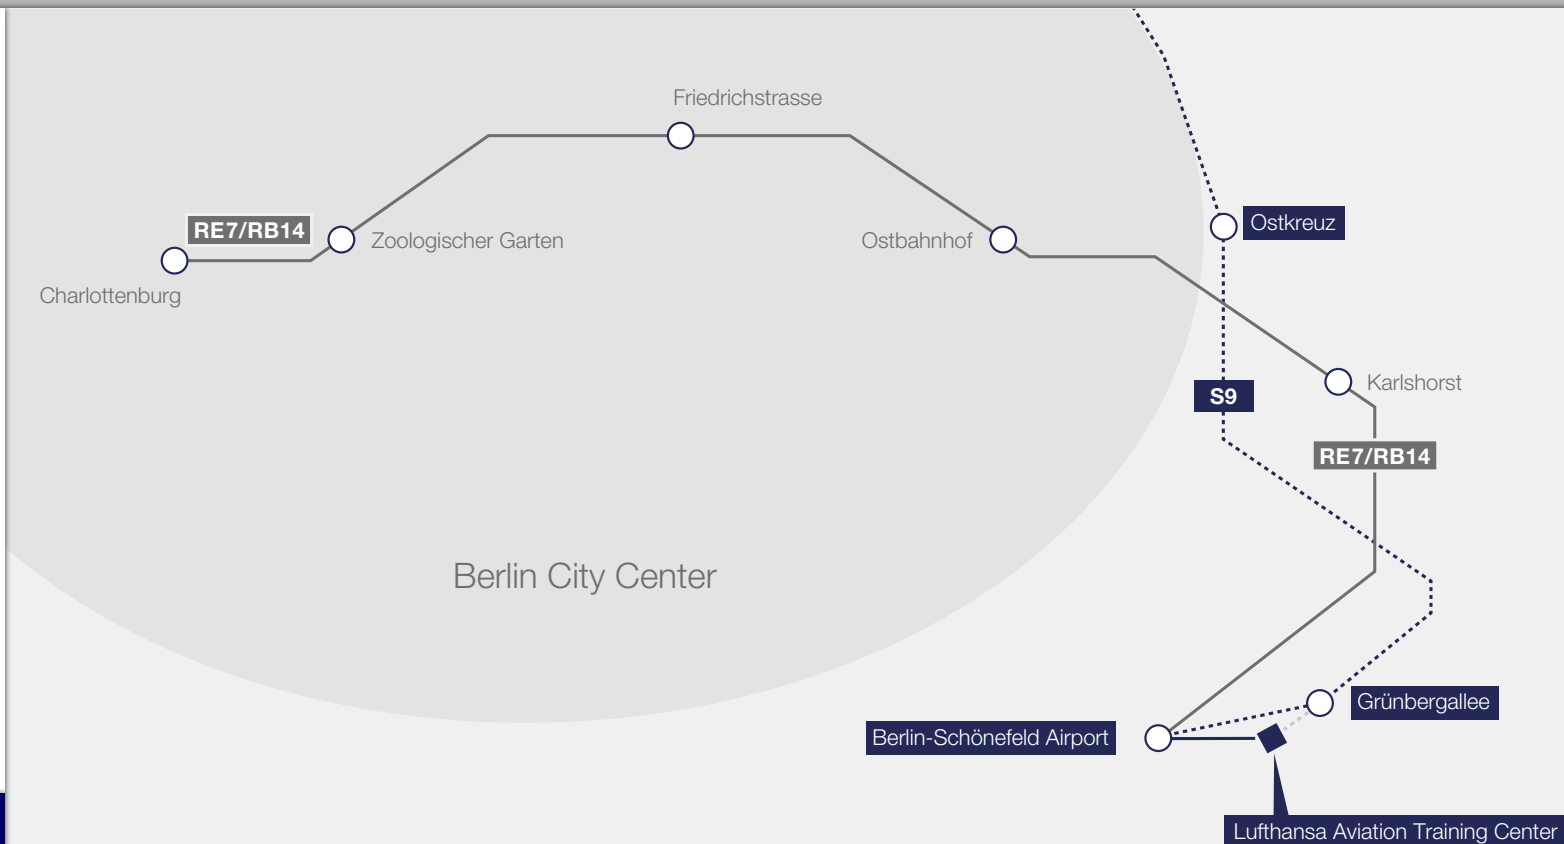 Friedrichstrasse
RE7/RB14
Zoologischer Garten
Ostbahnhof
Ostkreuz
Charlottenburg
S9
Karlshorst
RE7/RB14
Berlin City Center
Grünbergallee
Berlin-Schönefeld Airport
Lufthansa Aviation Training Center